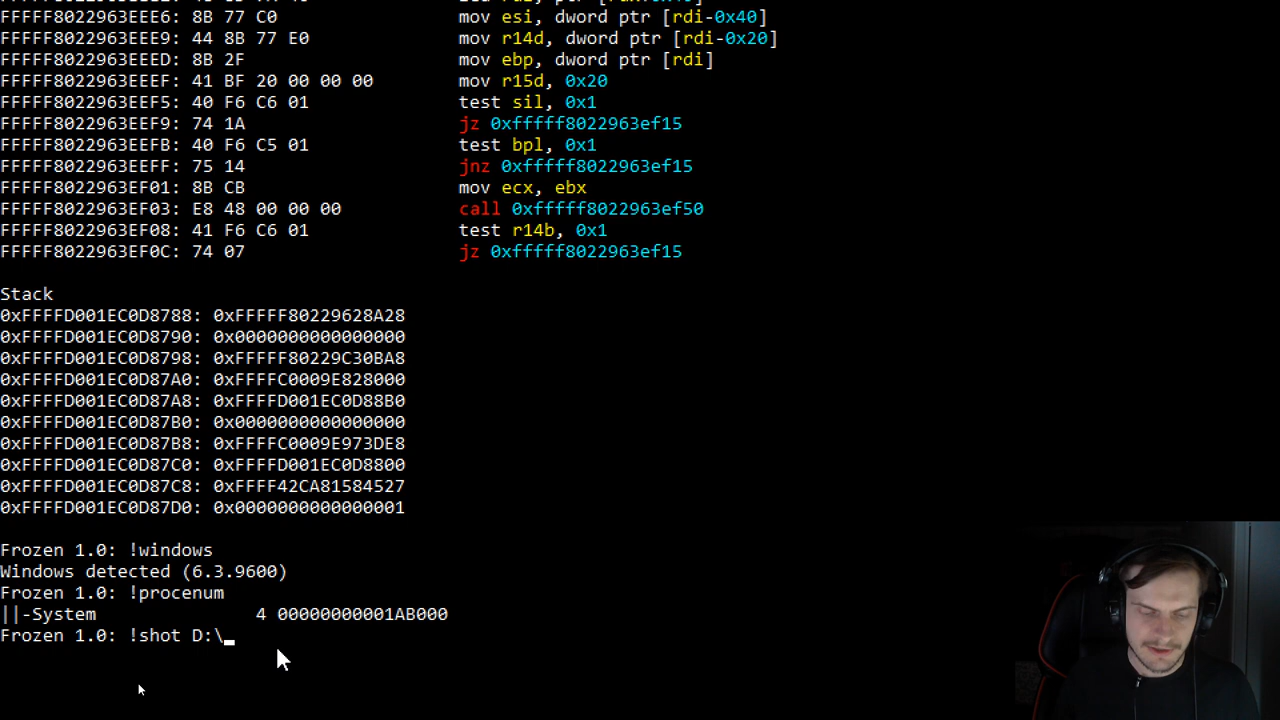 FFFFF8022963EEE6: 8B 77 C0 mov esi, dword ptr [rdi-0x40]
FFFFF8022963EEE9: 44 8B 77 E0 mov r14d, dword ptr [rdi-0x20]
FFFFF8022963EEED: 8B 2F mov ebp, dword ptr [rdi]
FFFFF8022963EEEF: 41 BF 20 00 00 00 mov r15d, 0x20
FFFFF8022963EEF5: 40 F6 C6 01 test sil, 0x1
FFFFF8022963EEF9: 74 1A jz 0xfffff8022963ef15
FFFFF8022963EEFB: 40 F6 C5 01 test bpl, 0x1
FFFFF8022963EEFF: 75 14 jnz 0xfffff8022963ef15
FFFFF8022963EF01: 8B CB mov ecx, ebx
FFFFF8022963EF03: E8 48 00 00 00 call 0xfffff8022963ef50
FFFFF8022963EF08: 41 F6 C6 01 test r14b, 0x1
FFFFF8022963EF0C: 74 07 jz 0xfffff8022963ef15
Stack
0xFFFFD001EC0D8788: 0xFFFFF80229628A28
0xFFFFD001EC0D8790: 0x0000000000000000
0xFFFFD001EC0D8798: 0xFFFFF80229C30BA8
0xFFFFD001EC0D87A0: 0xFFFFC0009E828000
0xFFFFD001EC0D87A8: 0xFFFFD001EC0D88B0
0xFFFFD001EC0D87B0: 0x0000000000000000
0xFFFFD001EC0D87B8: 0xFFFFC0009E973DE8
0xFFFFD001EC0D87C0: 0xFFFFD001EC0D8800
0xFFFFD001EC0D87C8: 0xFFFF42CA81584527
0xFFFFD001EC0D87D0: 0x0000000000000001
Frozen 1.0: !windows
Windows detected (6.3.9600)
Frozen 1.0: !procenum
||-System 4 00000000001AB000
Frozen 1.0: !shot D:\_